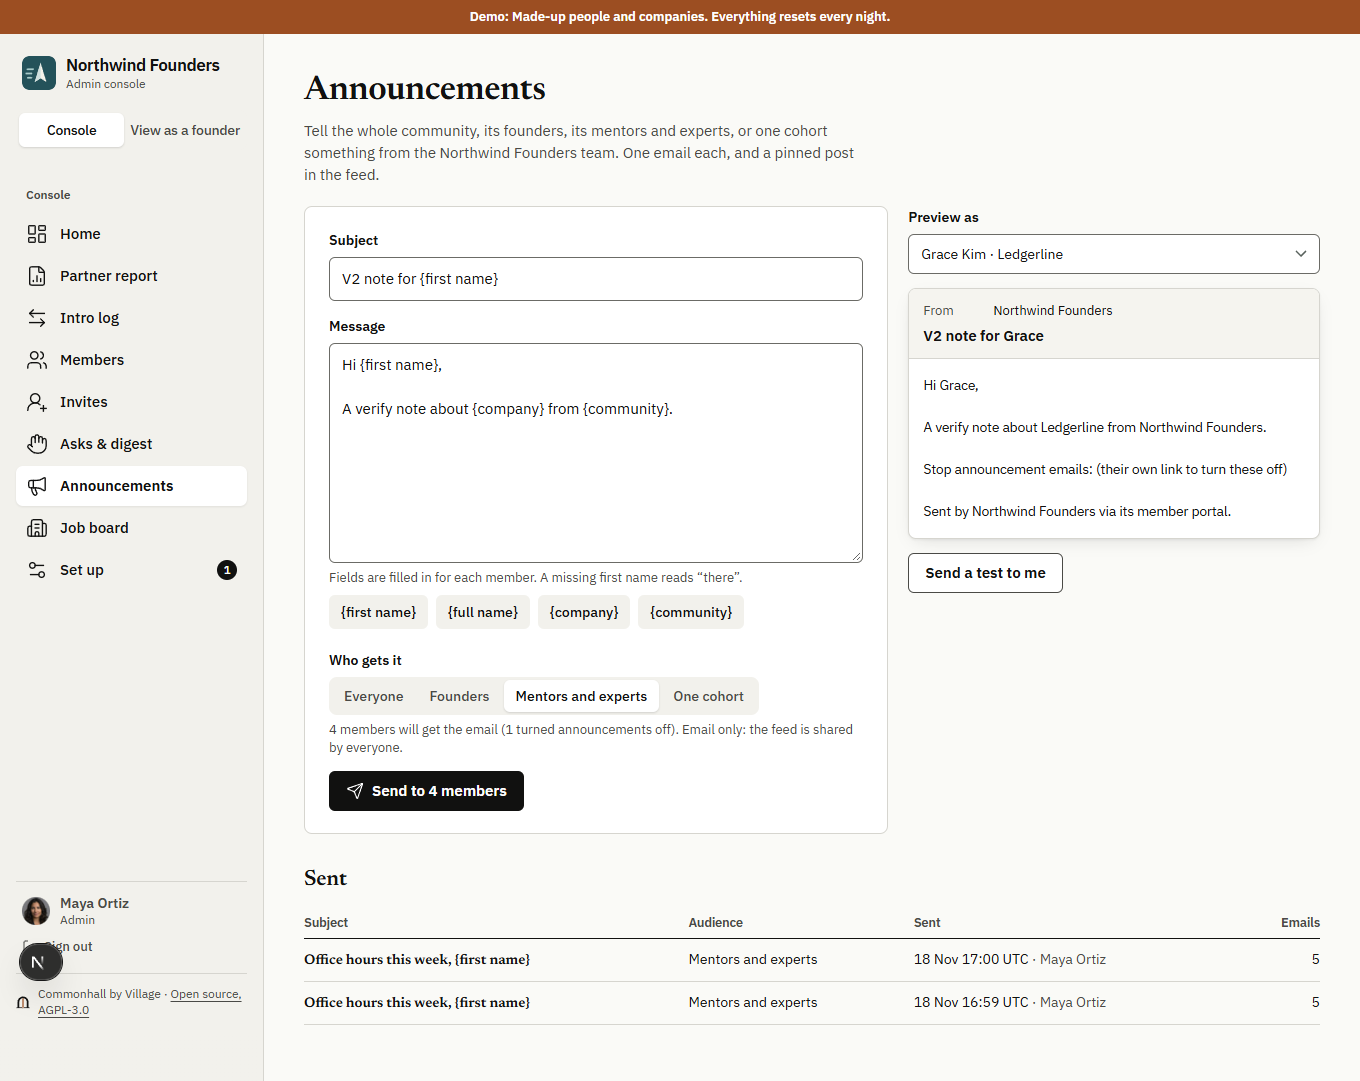 Demo: Made-up people and companies. Everything resets every night.
Northwind Founders
Admin console
Console
View as a founder
Console
Home
Partner report
Intro log
Members
Invites
Asks & digest
Announcements
Job board
Set up
1
Maya Ortiz
Admin
ign out
N
Commonhall by Village · Open source,
AGPL-3.0
Announcements
Tell the whole community, its founders, its mentors and experts, or one cohort
something from the Northwind Founders team. One email each, and a pinned post
in the feed.
Subject
V2 note for {first name}
Message
Hi {first name},
A verify note about {company} from {community}.
Fields are filled in for each member. A missing first name reads “there”.
{first name}
{full name}
{company}
{community}
Who gets it
Everyone
Founders
Mentors and experts
One cohort
4 members will get the email (1 turned announcements off). Email only: the feed is shared
by everyone.
Send to 4 members
Preview as
Grace Kim · Ledgerline
From Northwind Founders
V2 note for Grace
Hi Grace,
A verify note about Ledgerline from Northwind Founders.
Stop announcement emails: (their own link to turn these off)
Sent by Northwind Founders via its member portal.
Send a test to me
Sent
Subject Audience Sent Emails
Office hours this week, {first name} Mentors and experts 18 Nov 17:00 UTC · Maya Ortiz 5
Office hours this week, {first name} Mentors and experts 18 Nov 16:59 UTC · Maya Ortiz 5